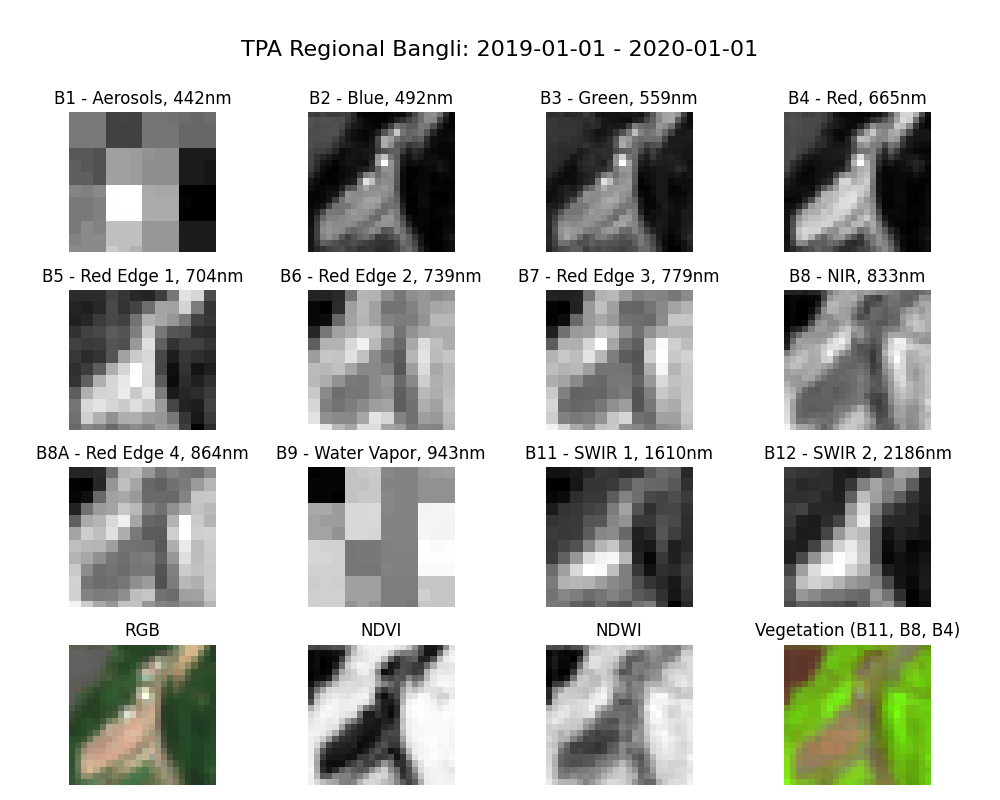 TPA Regional Bangli: 2019-01-01 - 2020-01-01
B1 - Aerosols, 442nm
B2 - Blue, 492nm
B3 - Green, 559nm
B4 - Red, 665nm
B5 - Red Edge 1, 704nm
B6 - Red Edge 2, 739nm
B7 - Red Edge 3, 779nm
B8 - NIR, 833nm
B8A - Red Edge 4, 864nm
B9 - Water Vapor, 943nm
B11 - SWIR 1, 1610nm
B12 - SWIR 2, 2186nm
RGB
NDVI
NDWI
Vegetation (B11, B8, B4)